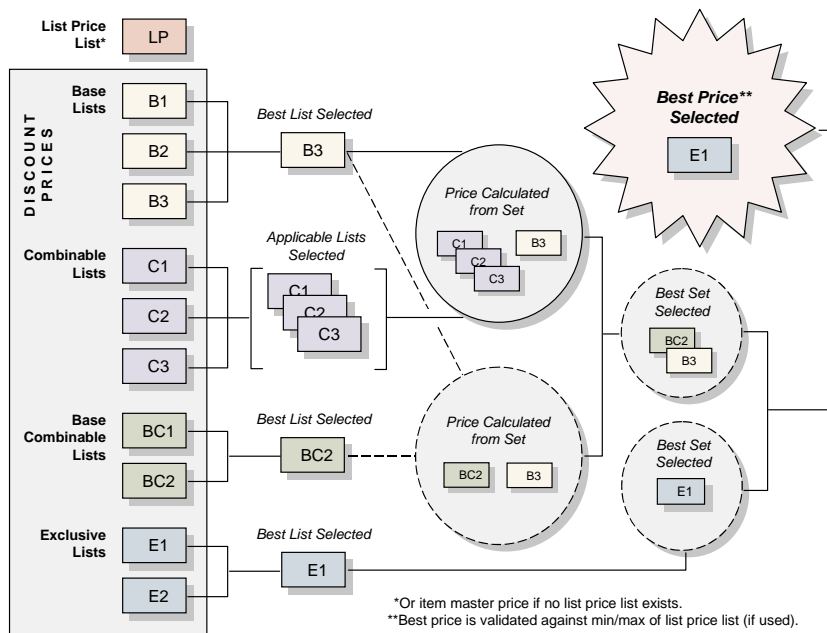 List Price
List*
LP
DISCOUNT
PRICES
Base
Lists
B1
B2
B3
Best List Selected
B3
Combinable
Lists
C1
C2
C3
Applicable Lists
Selected
C1
C2
C3
Base
Combinable
Lists
BC1
BC2
Best List Selected
BC2
Exclusive
Lists
E1
E2
Best List Selected
E1
Price Calculated
from Set
C1
C2
C3
B3
Price Calculated
from Set
BC2
B3
Best Set
Selected
BC2
B3
Best Set
Selected
E1
Best Price**
Selected
E1
*Or item master price if no list price list exists.
**Best price is validated against min/max of list price list (if used).